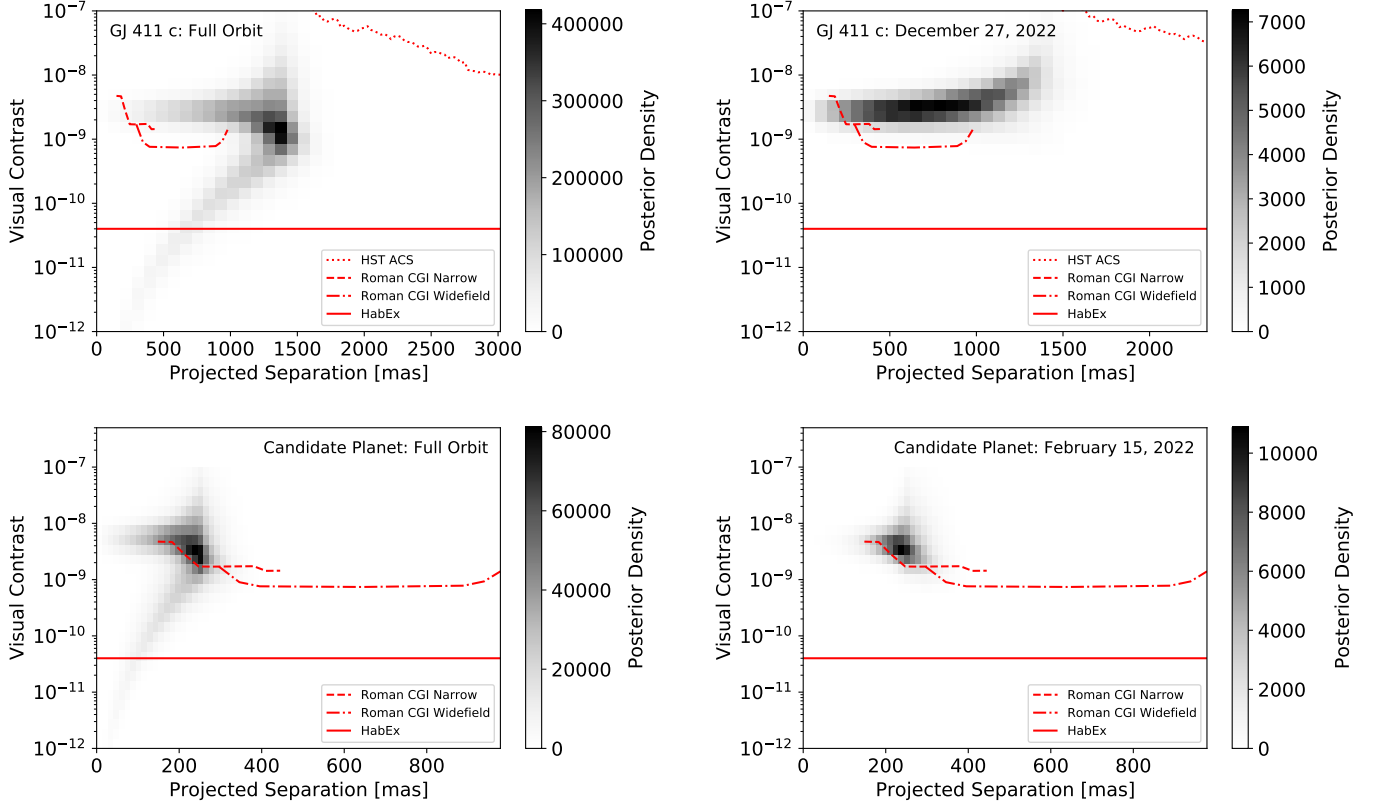 GJ 411 c: Full Orbit
Visual Contrast
10⁻⁷
10⁻⁸
10⁻⁹
10⁻¹⁰
10⁻¹¹
10⁻¹²
0 500 1000 1500 2000 2500 3000
Projected Separation [mas]
HST ACS
Roman CGI Narrow
Roman CGI Widefield
HabEx
400000
300000
200000
100000
0
Posterior Density
GJ 411 c: December 27, 2022
Visual Contrast
10⁻⁷
10⁻⁸
10⁻⁹
10⁻¹⁰
10⁻¹¹
10⁻¹²
0 500 1000 1500 2000
Projected Separation [mas]
HST ACS
Roman CGI Narrow
Roman CGI Widefield
HabEx
7000
6000
5000
4000
3000
2000
1000
0
Posterior Density
Candidate Planet: Full Orbit
Visual Contrast
10⁻⁷
10⁻⁸
10⁻⁹
10⁻¹⁰
10⁻¹¹
10⁻¹²
0 200 400 600 800
Projected Separation [mas]
Roman CGI Narrow
Roman CGI Widefield
HabEx
80000
60000
40000
20000
0
Posterior Density
Candidate Planet: February 15, 2022
Visual Contrast
10⁻⁷
10⁻⁸
10⁻⁹
10⁻¹⁰
10⁻¹¹
10⁻¹²
0 200 400 600 800
Projected Separation [mas]
Roman CGI Narrow
Roman CGI Widefield
HabEx
10000
8000
6000
4000
2000
0
Posterior Density